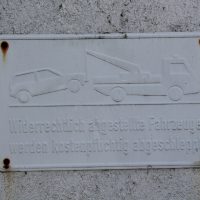 Widerrechtlich abgestellte Fahrzeuge
werden kostenpflichtig abgeschleppt